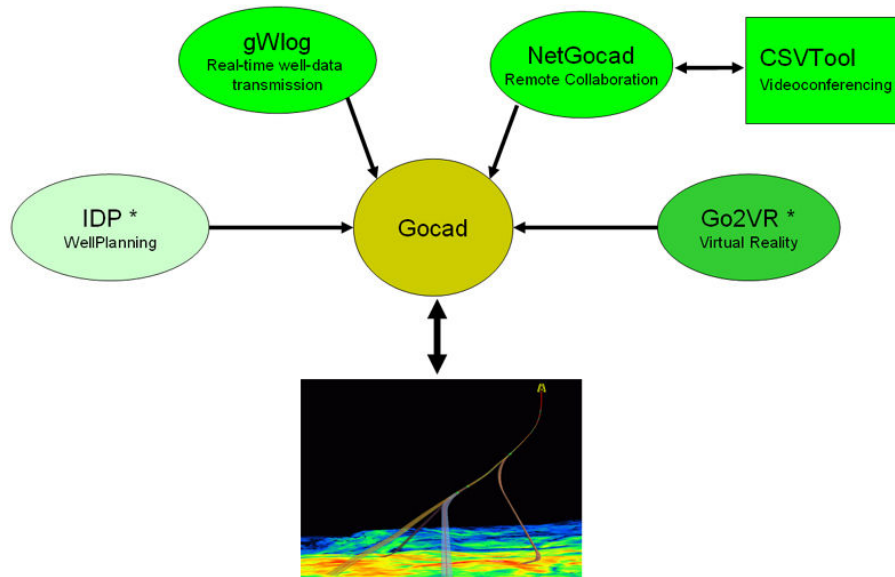 gWlog
Real-time well-data
transmission
NetGocad
Remote Collaboration
CSVTool
Videoconferencing
IDP *
WellPlanning
Gocad
Go2VR *
Virtual Reality